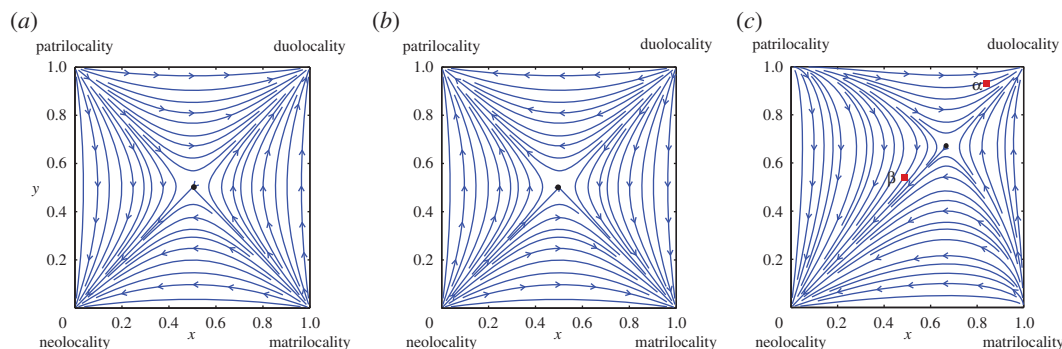 (a) (b) (c)
patrilocality duolocality duolocality patrilocality duolocality
1.0 1.0 1.0
0.8 0.8 0.8 α
0.6 0.6 0.6
y β
0.4 0.4 0.4
0.2 0.2 0.2
0 0.2 0.4 0.6 0.8 1.0 0 0.2 0.4 0.6 0.8 1.0 0 0.2 0.4 0.6 0.8 1.0
neolocality x matrilocality x matrilocality neolocality x matrilocality